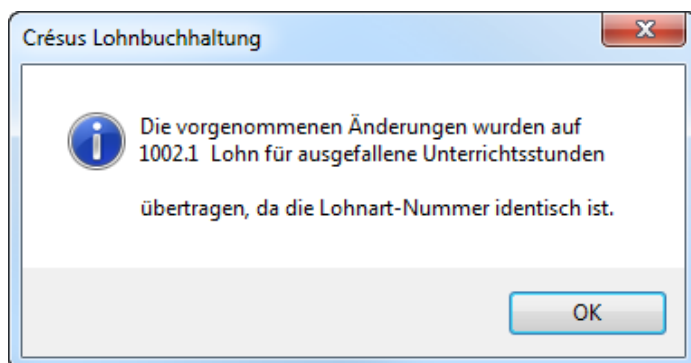 Crésus Lohnbuchhaltung
Die vorgenommenen Änderungen wurden auf
1002.1 Lohn für ausgefallene Unterrichtsstunden
übertragen, da die Lohnart-Nummer identisch ist.
OK